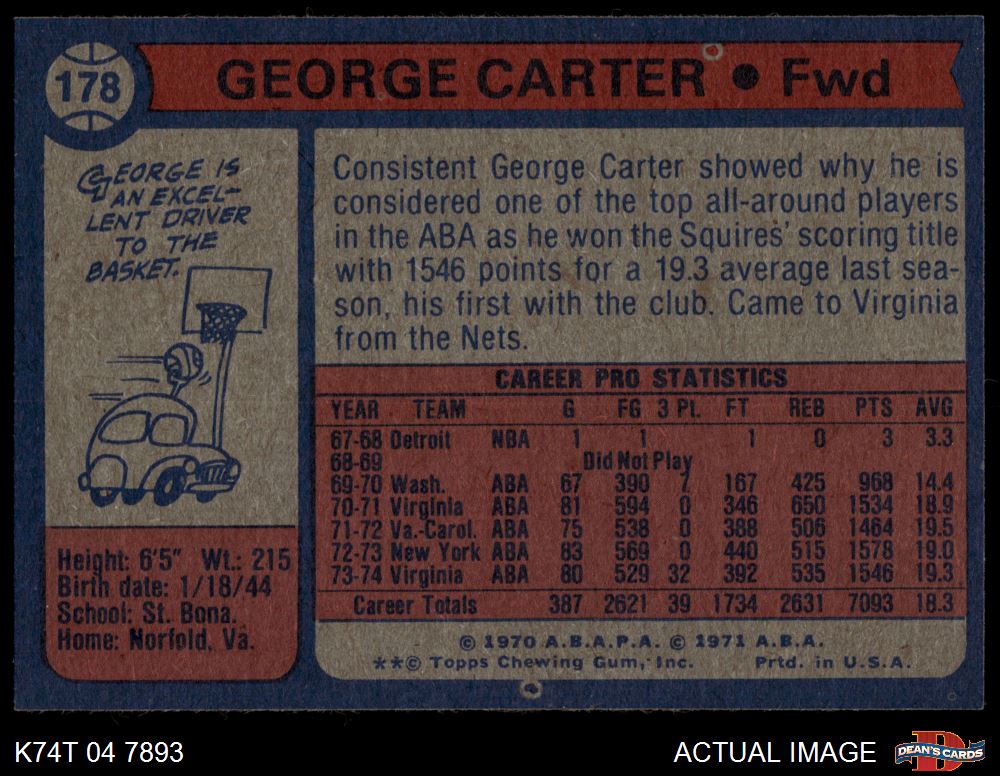 178
GEORGE CARTER • Fwd
GEORGE IS
AN EXCEL-
LENT DRIVER
TO THE
BASKET.
Consistent George Carter showed why he is
considered one of the top all-around players
in the ABA as he won the Squires' scoring title
with 1546 points for a 19.3 average last sea-
son, his first with the club. Came to Virginia
from the Nets.
CAREER PRO STATISTICS
YEAR TEAM G FG 3 Pt. FT REB PTS AVG
67-68 Detroit NBA 1 1 1 0 3 3.3
68-69 Did Not Play
69-70 Wash. ABA 67 390 7 167 425 968 14.4
70-71 Virginia ABA 81 594 0 346 650 1534 18.9
71-72 Va.-Carol. ABA 75 538 0 388 506 1464 19.5
72-73 New York ABA 83 569 0 440 515 1578 19.0
73-74 Virginia ABA 80 529 32 392 535 1546 19.3
Career Totals 387 2621 39 1734 2631 7093 18.3
Height: 6'5" Wt.: 215
Birth date: 1/18/44
School: St. Bona.
Home: Norfold, Va.
© 1970 A.B.A.P.A. © 1971 A.B.A.
**© Topps Chewing Gum, Inc. Prtd. in U.S.A.
K74T 04 7893
ACTUAL IMAGE
D
DEAN'S CARDS